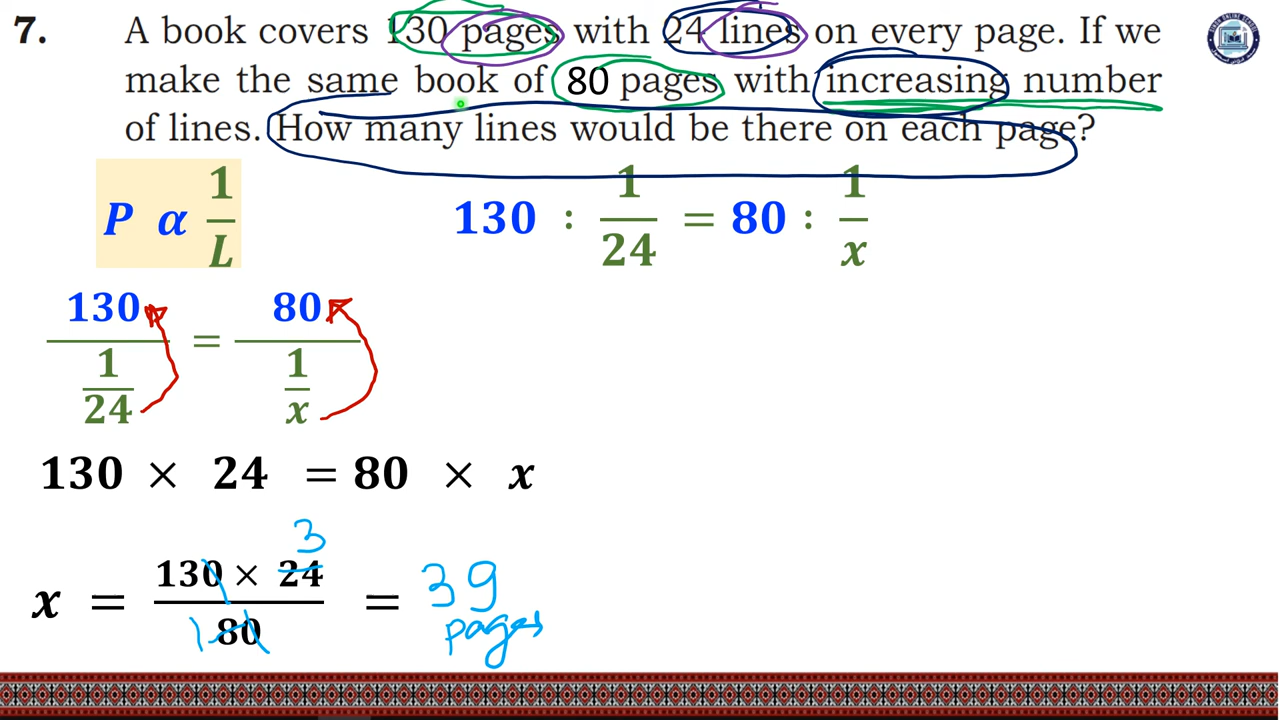 7. A book covers 130 pages with 24 lines on every page. If we
make the same book of 80 pages with increasing number
of lines. How many lines would be there on each page?
P α 1/L
130 : 1/24 = 80 : 1/x
130/(1/24) = 80/(1/x)
130 × 24 = 80 × x
3
x = (130 × 24)/80 = 39
1
pages